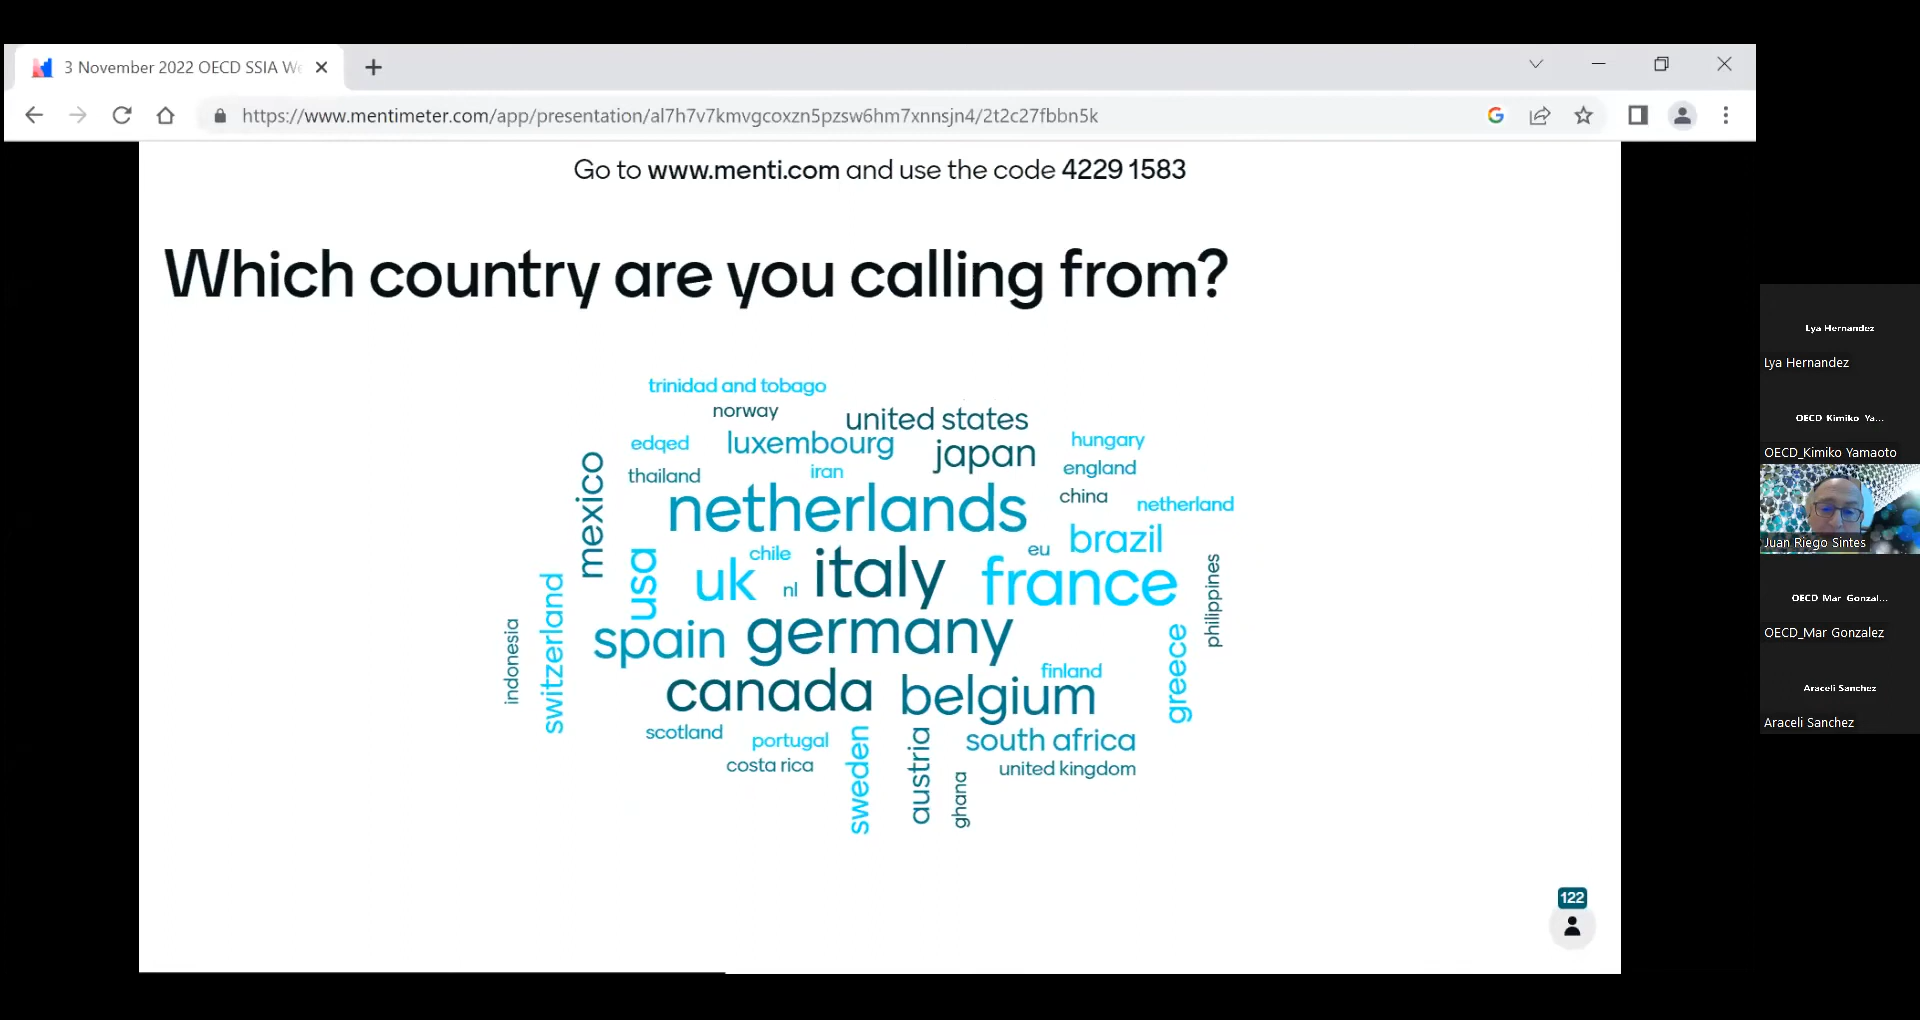 3 November 2022 OECD SSIA We
https://www.mentimeter.com/app/presentation/al7h7v7kmvgcoxzn5pzsw6hm7xnnsjn4/2t2c27fbbn5k
Go to www.menti.com and use the code 4229 1583
Which country are you calling from?
trinidad and tobago
norway
united states
edqed
luxembourg
japan
hungary
england
mexico
thailand
iran
netherlands
china
netherland
brazil
eu
chile
usa
uk
nl
italy
france
philippines
indonesia
switzerland
spain
germany
greece
finland
canada
belgium
scotland
portugal
costa rica
sweden
austria
ghana
south africa
united kingdom
122
Lya Hernandez
Lya Hernandez
OECD Kimiko Ya...
OECD_Kimiko Yamaoto
Juan Riego Sintes
OECD Mar Gonzal...
OECD_Mar Gonzalez
Araceli Sanchez
Araceli Sanchez